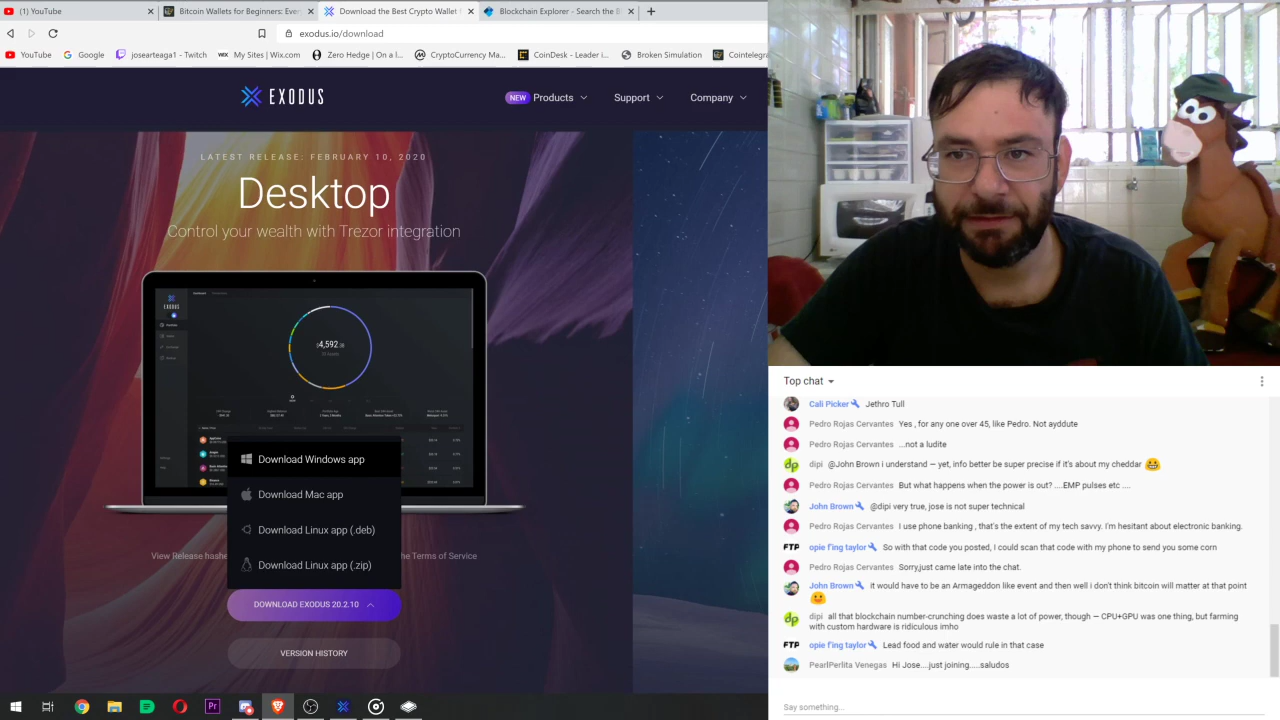 (1) YouTube
Bitcoin Wallets for Beginners: Ever
Download the Best Crypto Wallet f
Blockchain Explorer - Search the B
exodus.io/download
YouTube
Google
josearteaga1 - Twitch
WIX My Sites | Wix.com
Zero Hedge | On a l...
CryptoCurrency Ma...
CoinDesk - Leader i...
Broken Simulation
Cointelegra
EXODUS
NEW Products
Support
Company
LATEST RELEASE: FEBRUARY 10, 2020
Desktop
Control your wealth with Trezor integration
EXODUS
Download Windows app
Download Mac app
Download Linux app (.deb)
View Release hashe
he Terms of Service
Download Linux app (.zip)
DOWNLOAD EXODUS 20.2.10
VERSION HISTORY
Pr
Top chat
Cali Picker Jethro Tull
Pedro Rojas Cervantes Yes , for any one over 45, like Pedro. Not ayddute
Pedro Rojas Cervantes ...not a ludite
dp dipi @John Brown i understand — yet, info better be super precise if it's about my cheddar
Pedro Rojas Cervantes But what happens when the power is out? ....EMP pulses etc ....
John Brown @dipi very true, jose is not super technical
Pedro Rojas Cervantes I use phone banking , that's the extent of my tech savvy. I'm hesitant about electronic banking.
FTP opie f'ing taylor So with that code you posted, I could scan that code with my phone to send you some corn
Pedro Rojas Cervantes Sorry,just came late into the chat.
John Brown it would have to be an Armageddon like event and then well i don't think bitcoin will matter at that point
dp dipi all that blockchain number-crunching does waste a lot of power, though — CPU+GPU was one thing, but farming
with custom hardware is ridiculous imho
FTP opie f'ing taylor Lead food and water would rule in that case
PearlPerlita Venegas Hi Jose....just joining.....saludos
Say something...